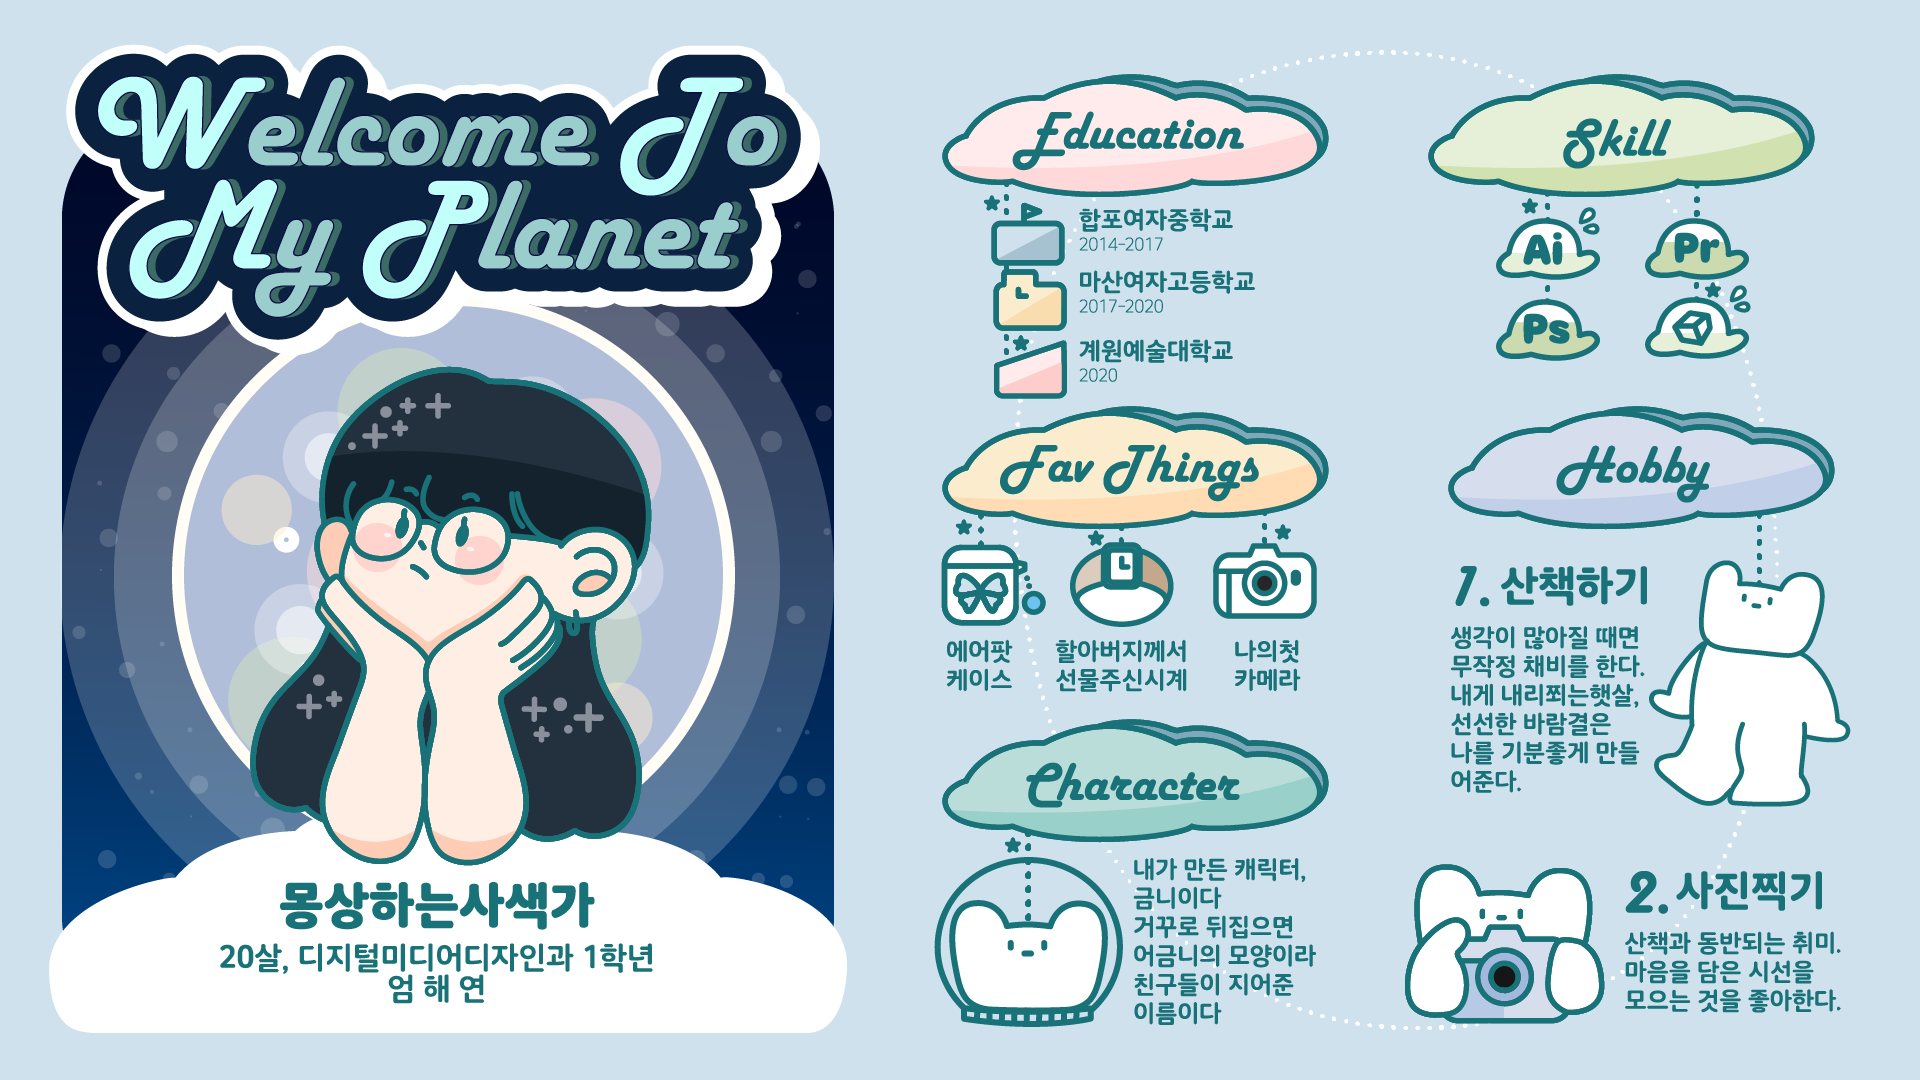 Welcome To
My Planet
몽상하는사색가
20살, 디지털미디어디자인과 1학년
엄 해 연
Education
합포여자중학교
2014-2017
마산여자고등학교
2017-2020
계원예술대학교
2020
Fav Things
에어팟
케이스
할아버지께서
선물주신시계
나의첫
카메라
Character
내가 만든 캐릭터,
금니이다
거꾸로 뒤집으면
어금니의 모양이라
친구들이 지어준
이름이다
Skill
Ai
Pr
Ps
Hobby
1. 산책하기
생각이 많아질 때면
무작정 채비를 한다.
내게 내리쬐는햇살,
선선한 바람결은
나를 기분좋게 만들
어준다.
2. 사진찍기
산책과 동반되는 취미.
마음을 담은 시선을
모으는 것을 좋아한다.